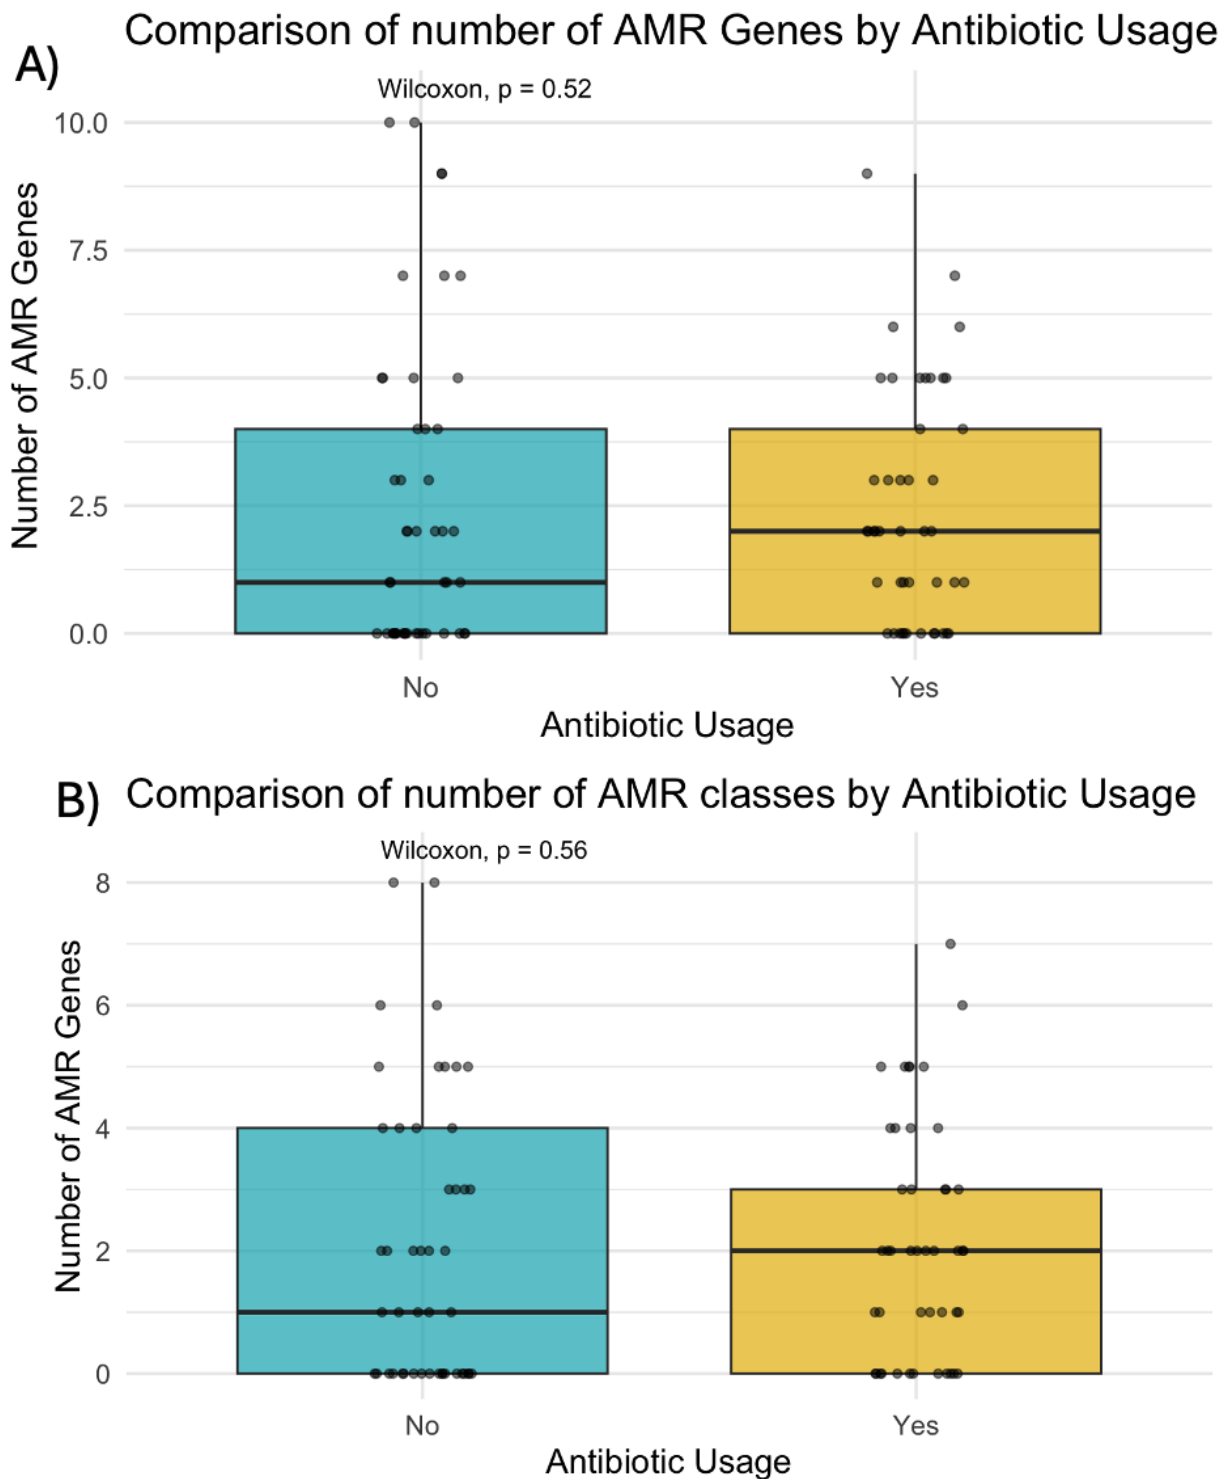 Comparison of number of AMR Genes by Antibiotic Usage
A)
Wilcoxon, p = 0.52
10.0
7.5
5.0
2.5
0.0
Number of AMR Genes
No
Yes
Antibiotic Usage
B)
Comparison of number of AMR classes by Antibiotic Usage
Wilcoxon, p = 0.56
8
6
4
2
0
Number of AMR Genes
No
Yes
Antibiotic Usage